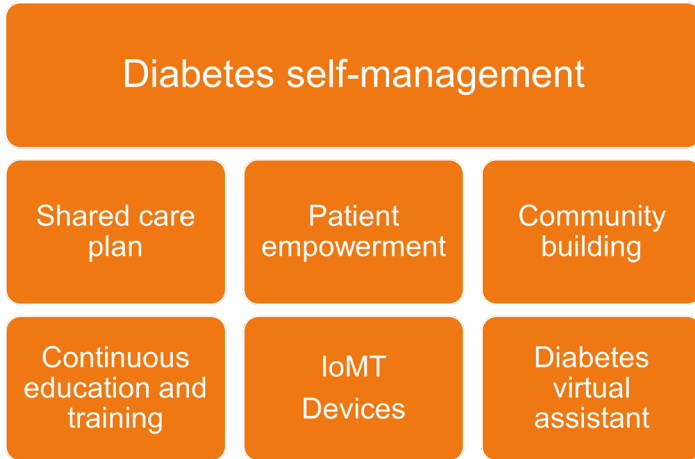 Diabetes self-management
Shared care
plan
Patient
empowerment
Community
building
Continuous
education and
training
IoMT
Devices
Diabetes
virtual
assistant